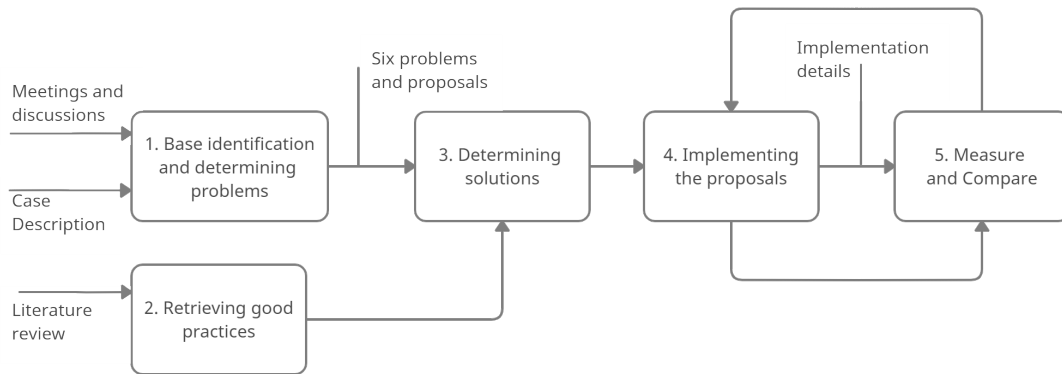 Meetings and
discussions
Case
Description
Literature
review
1. Base identification
and determining
problems
2. Retrieving good
practices
Six problems
and proposals
3. Determining
solutions
4. Implementing
the proposals
Implementation
details
5. Measure
and Compare